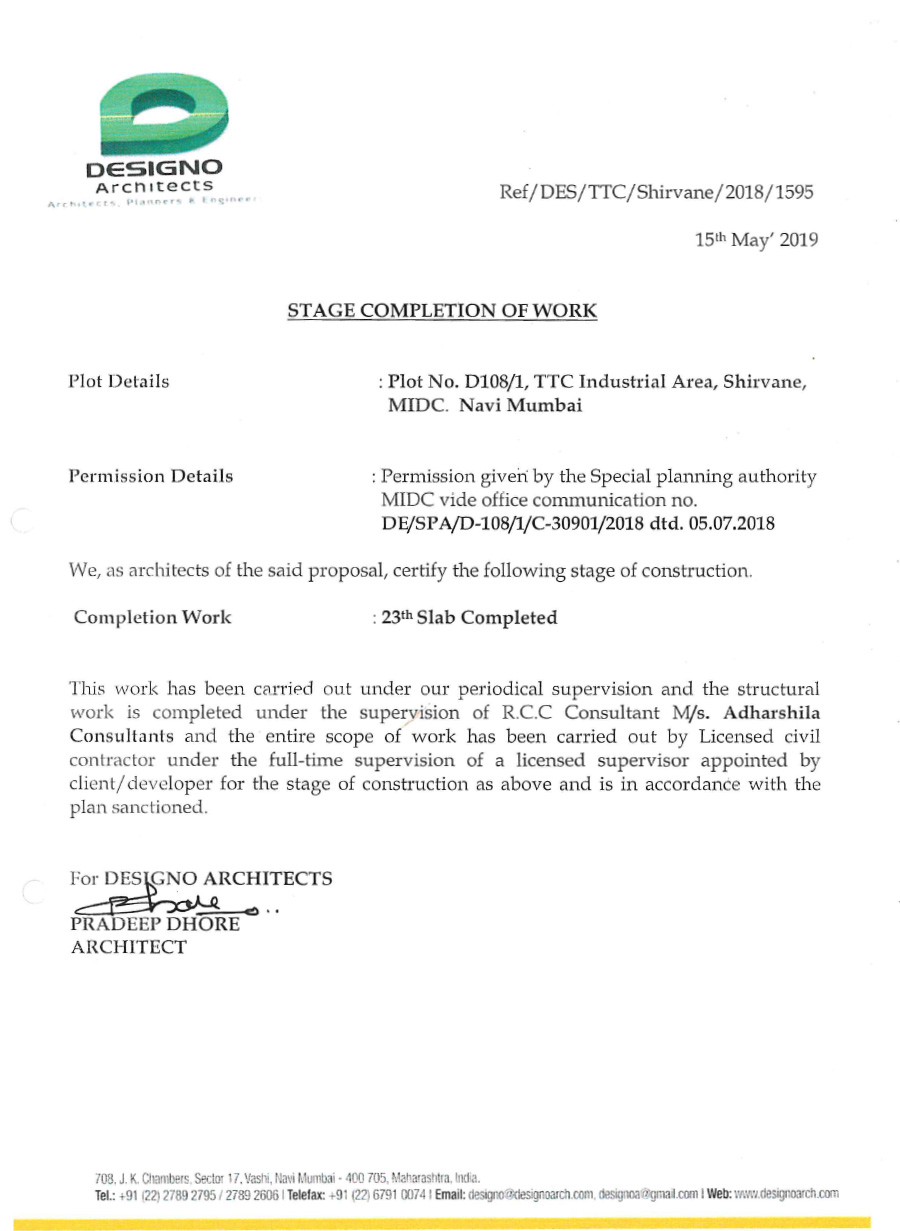 DESIGNO
Architects
Architects, Planners & Engineer
Ref/DES/TTC/Shirvane/2018/1595
15th May' 2019
STAGE COMPLETION OF WORK
Plot Details : Plot No. D108/1, TTC Industrial Area, Shirvane,
MIDC. Navi Mumbai
Permission Details : Permission given by the Special planning authority
MIDC vide office communication no.
DE/SPA/D-108/1/C-30901/2018 dtd. 05.07.2018
We, as architects of the said proposal, certify the following stage of construction.
Completion Work : 23th Slab Completed
This work has been carried out under our periodical supervision and the structural
work is completed under the supervision of R.C.C Consultant M/s. Adharshila
Consultants and the entire scope of work has been carried out by Licensed civil
contractor under the full-time supervision of a licensed supervisor appointed by
client/developer for the stage of construction as above and is in accordance with the
plan sanctioned.
For DESIGNO ARCHITECTS
PRADEEP DHORE
ARCHITECT
708, J. K. Chambers, Sector 17, Vashi, Navi Mumbai - 400 705, Maharashtra, India.
Tel.: +91 (22) 2789 2795 / 2789 2606 | Telefax: +91 (22) 6791 0074 | Email: designo@designoarch.com, designoa@gmail.com | Web: www.designoarch.com